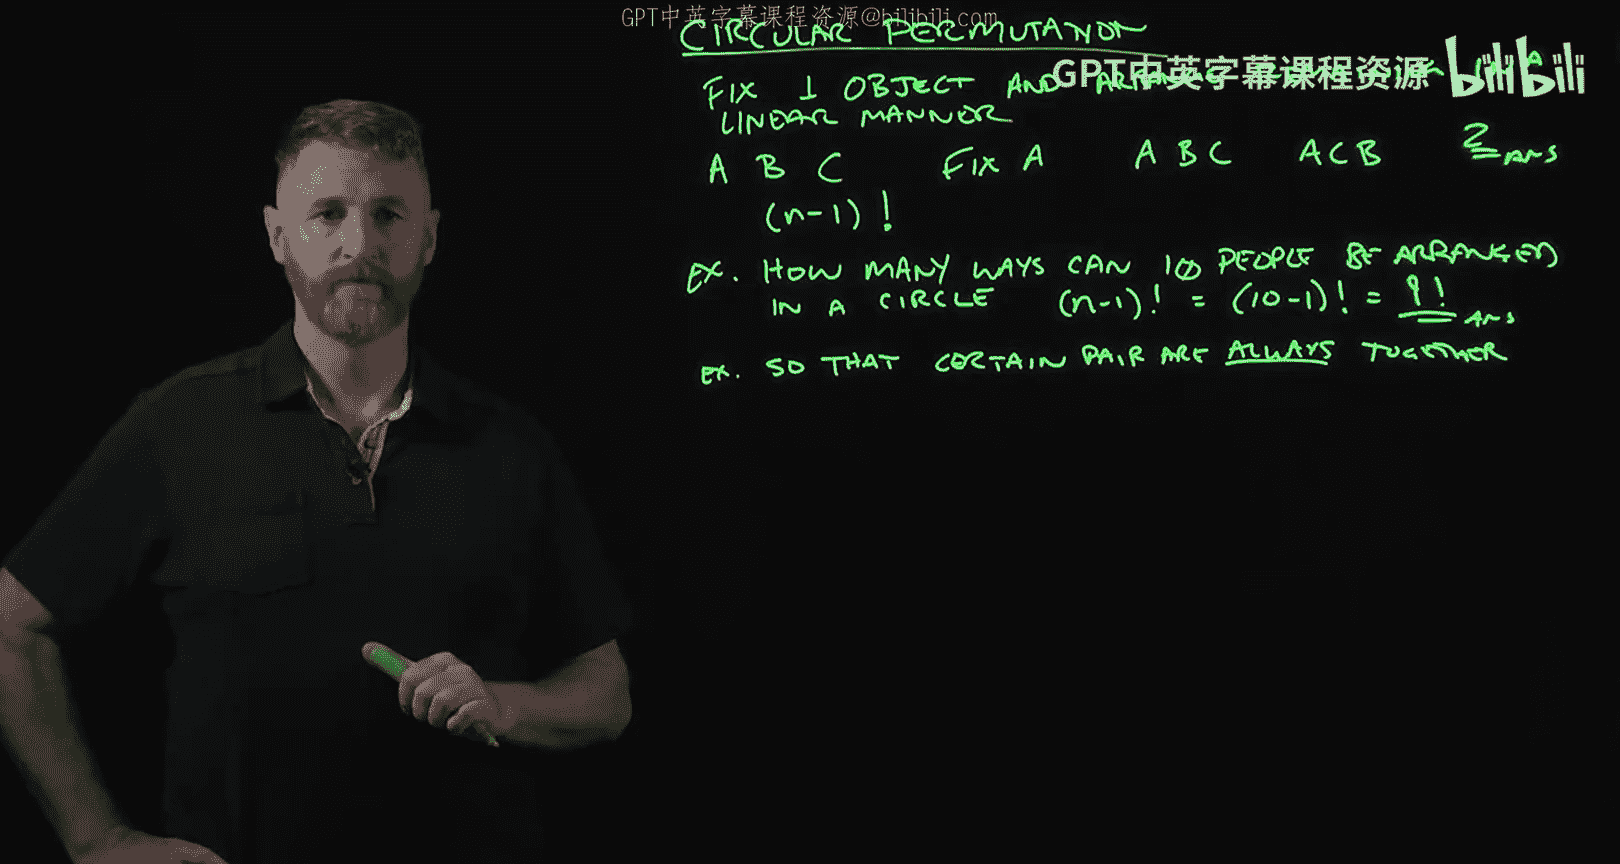 GPT中英字幕课程资源@bilibili.com
CIRCULAR PERMUTATION
GPT中英字幕课程资源 bilibili
FIX 1 OBJECT AND
LINEAR MANNER
A B C FIX A A B C A C B 2 ANS
(n-1)!
EX. HOW MANY WAYS CAN 10 PEOPLE BE ARRANGED
IN A CIRCLE (n-1)! = (10-1)! = 9! ANS
EX. SO THAT CERTAIN PAIR ARE ALWAYS TOGETHER